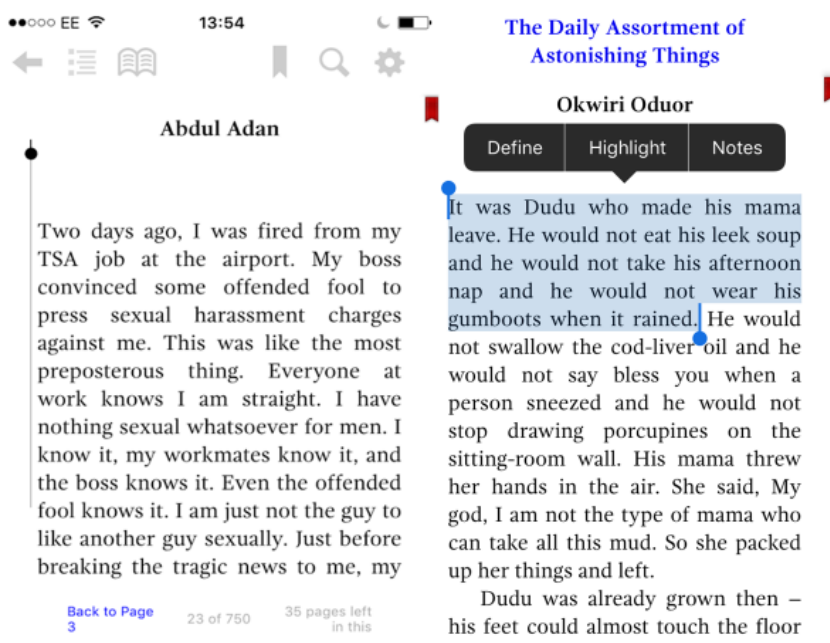 EE
13:54
Abdul Adan
Two days ago, I was fired from my
TSA job at the airport. My boss
convinced some offended fool to
press sexual harassment charges
against me. This was like the most
preposterous thing. Everyone at
work knows I am straight. I have
nothing sexual whatsoever for men. I
know it, my workmates know it, and
the boss knows it. Even the offended
fool knows it. I am just not the guy to
like another guy sexually. Just before
breaking the tragic news to me, my
Back to Page
3
23 of 750
35 pages left
in this
The Daily Assortment of
Astonishing Things
Okwiri Oduor
Define Highlight Notes
It was Dudu who made his mama
leave. He would not eat his leek soup
and he would not take his afternoon
nap and he would not wear his
gumboots when it rained. He would
not swallow the cod-liver oil and he
would not say bless you when a
person sneezed and he would not
stop drawing porcupines on the
sitting-room wall. His mama threw
her hands in the air. She said, My
god, I am not the type of mama who
can take all this mud. So she packed
up her things and left.
Dudu was already grown then –
his feet could almost touch the floor